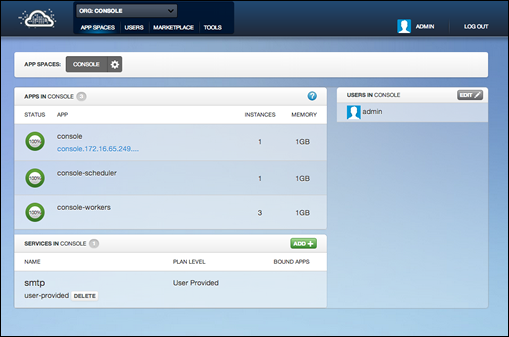 ORG: CONSOLE
APP SPACES USERS MARKETPLACE TOOLS
ADMIN LOG OUT
APP SPACES: CONSOLE
APPS IN CONSOLE 3 ?
USERS IN CONSOLE EDIT
STATUS APP INSTANCES MEMORY
admin
100% console 1 1GB
console.172.16.65.249....
100% console-scheduler 1 1GB
100% console-workers 3 1GB
SERVICES IN CONSOLE 1 ADD +
NAME PLAN LEVEL BOUND APPS
smtp User Provided
user-provided DELETE